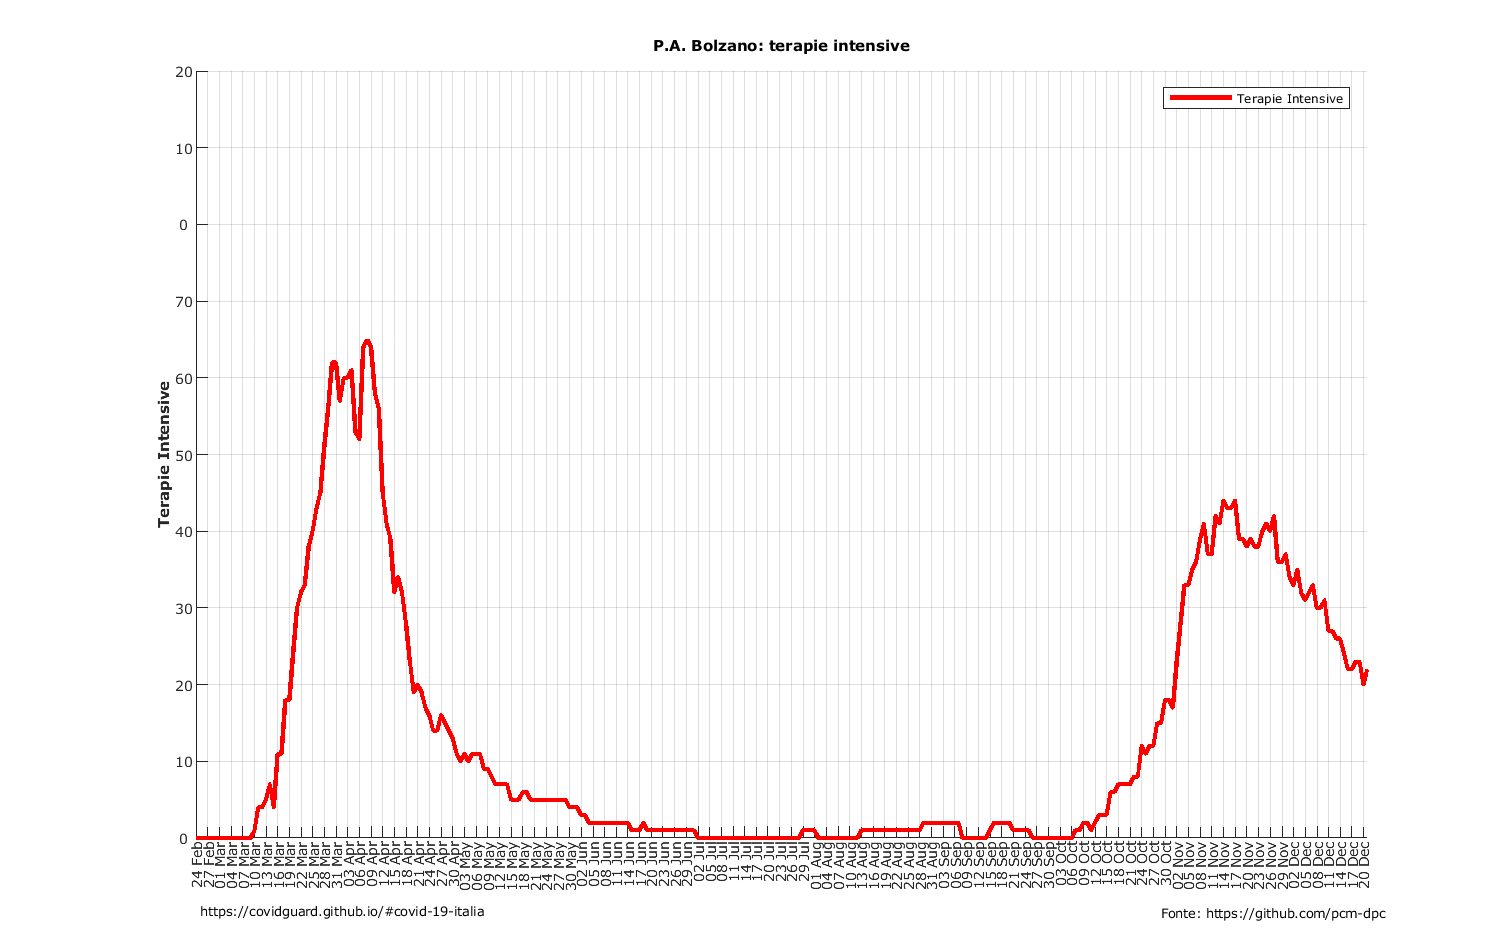 P.A. Bolzano: terapie intensive
Terapie Intensive
Terapie Intensive
20
10
0
70
60
50
40
30
20
10
0
24 Feb
27 Feb
01 Mar
04 Mar
07 Mar
10 Mar
13 Mar
16 Mar
19 Mar
22 Mar
25 Mar
28 Mar
31 Mar
03 Apr
06 Apr
09 Apr
12 Apr
15 Apr
18 Apr
21 Apr
24 Apr
27 Apr
30 Apr
03 May
06 May
09 May
12 May
15 May
18 May
21 May
24 May
27 May
30 May
02 Jun
05 Jun
08 Jun
11 Jun
14 Jun
17 Jun
20 Jun
23 Jun
26 Jun
29 Jun
02 Jul
05 Jul
08 Jul
11 Jul
14 Jul
17 Jul
20 Jul
23 Jul
26 Jul
29 Jul
01 Aug
04 Aug
07 Aug
10 Aug
13 Aug
16 Aug
19 Aug
22 Aug
25 Aug
28 Aug
31 Aug
03 Sep
06 Sep
09 Sep
12 Sep
15 Sep
18 Sep
21 Sep
24 Sep
27 Sep
30 Sep
03 Oct
06 Oct
09 Oct
12 Oct
15 Oct
18 Oct
21 Oct
24 Oct
27 Oct
30 Oct
02 Nov
05 Nov
08 Nov
11 Nov
14 Nov
17 Nov
20 Nov
23 Nov
26 Nov
29 Nov
02 Dec
05 Dec
08 Dec
11 Dec
14 Dec
17 Dec
20 Dec
https://covidguard.github.io/#covid-19-italia
Fonte: https://github.com/pcm-dpc